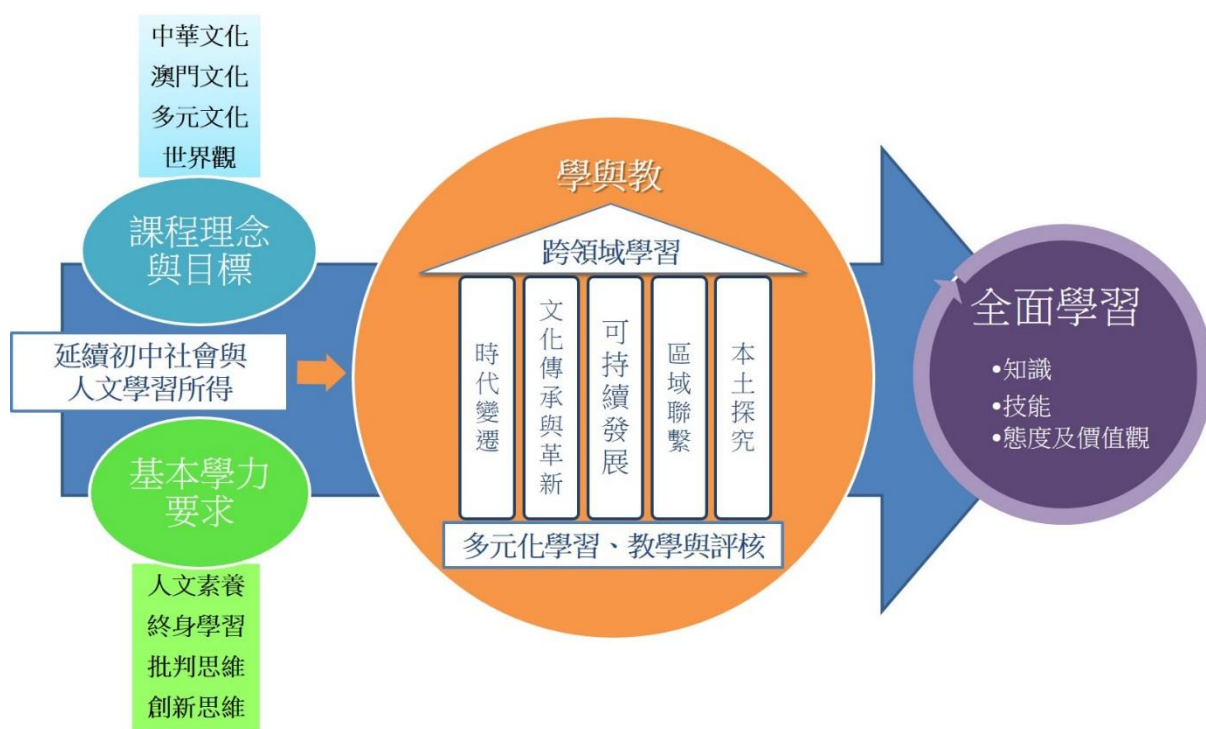 中華文化
澳門文化
多元文化
世界觀
課程理念
與目標
延續初中社會與
人文學習所得
基本學力
要求
人文素養
終身學習
批判思維
創新思維
學與教
跨領域學習
時代變遷
文化傳承與革新
可持續發展
區域聯繫
本土探究
多元化學習、教學與評核
全面學習
•知識
•技能
•態度及價值觀